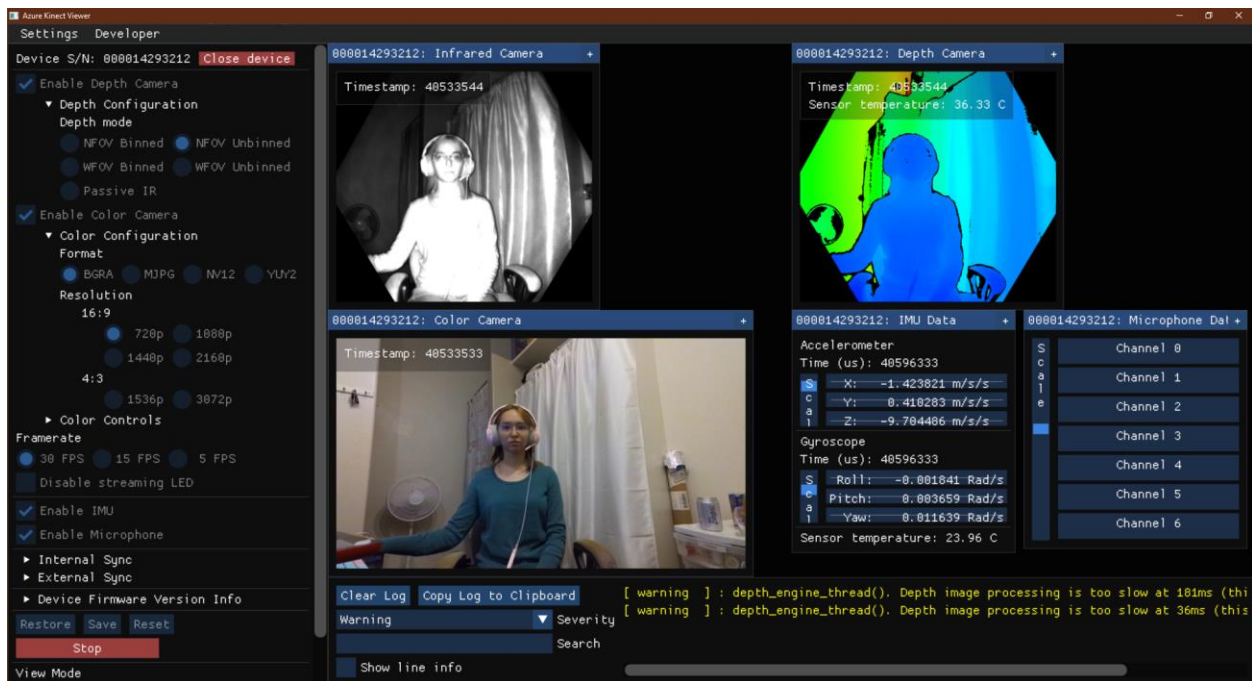 Azure Kinect Viewer
Settings Developer
Device S/N: 000014293212 Close device
Enable Depth Camera
Depth Configuration
Depth mode
NFOV Binned NFOV Unbinned
WFOV Binned WFOV Unbinned
Passive IR
Enable Color Camera
Color Configuration
Format
BGRA MJPG NV12 YUY2
Resolution
16:9
720p 1080p
1440p 2160p
4:3
1536p 3072p
Color Controls
Framerate
30 FPS 15 FPS 5 FPS
Disable streaming LED
Enable IMU
Enable Microphone
Internal Sync
External Sync
Device Firmware Version Info
Restore Save Reset
Stop
View Mode
000014293212: Infrared Camera +
Timestamp: 40533544
000014293212: Depth Camera +
Timestamp: 40533544
Sensor temperature: 36.33 C
000014293212: Color Camera +
Timestamp: 40533533
000014293212: IMU Data +
Accelerometer
Time (us): 40596333
Scal
X: -1.423821 m/s/s
Y: 0.410283 m/s/s
Z: -9.704486 m/s/s
Gyroscope
Time (us): 40596333
Scal
Roll: -0.001841 Rad/s
Pitch: 0.003659 Rad/s
Yaw: 0.011639 Rad/s
Sensor temperature: 23.96 C
000014293212: Microphone Dat +
Scale
Channel 0
Channel 1
Channel 2
Channel 3
Channel 4
Channel 5
Channel 6
Clear Log Copy Log to Clipboard
Warning Severity
Search
Show line info
[ warning ] : depth_engine_thread(). Depth image processing is too slow at 181ms (thi
[ warning ] : depth_engine_thread(). Depth image processing is too slow at 36ms (this